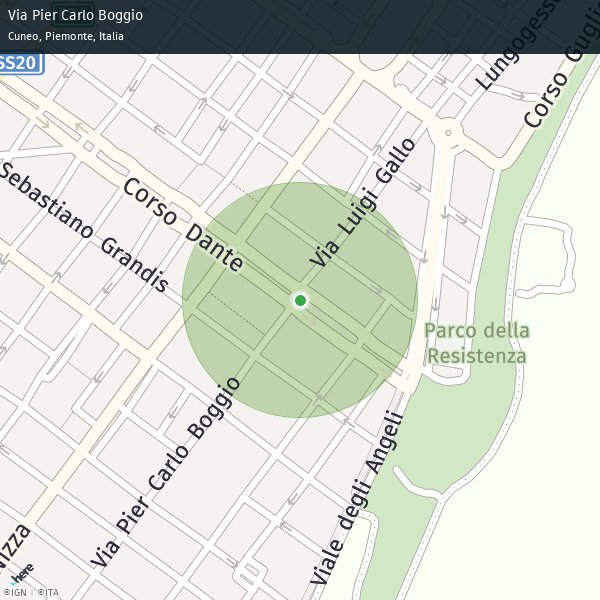 Via Pier Carlo Boggio
Cuneo, Piemonte, Italia
SS20
Lungogesso
Corso Guglie
Via Luigi Gallo
Corso Dante
Sebastiano Grandis
Parco della
Resistenza
Via Pier Carlo Boggio
Viale degli Angeli
Nizza
here
©IGN | ©ITA